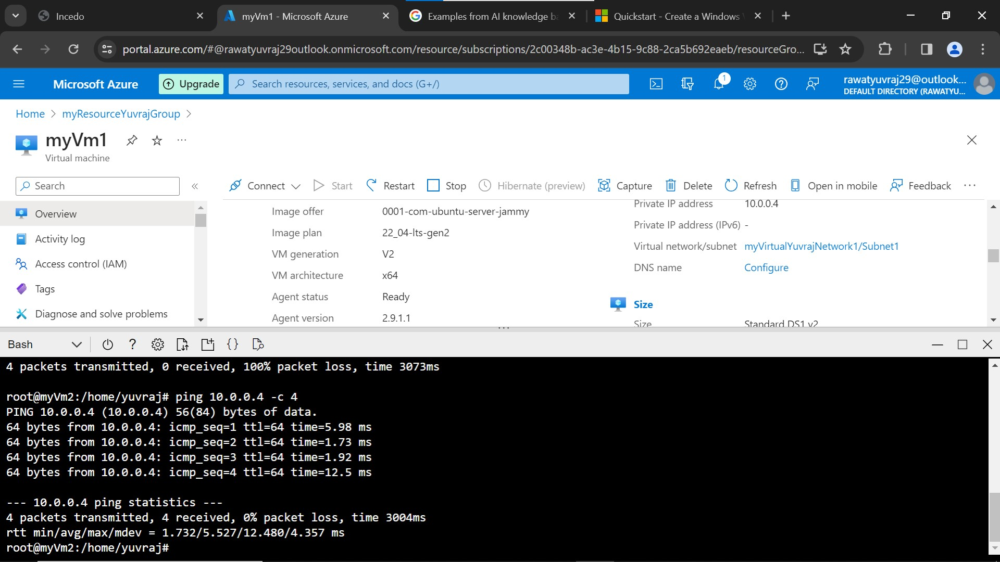 Incedo
myVm1 - Microsoft Azure
Examples from AI knowledge ba
Quickstart - Create a Windows V
portal.azure.com/#@rawatyuvraj29outlook.onmicrosoft.com/resource/subscriptions/2c00348b-ac3e-4b15-9c88-2ca5b692eaeb/resourceGro...
Microsoft Azure
Upgrade
Search resources, services, and docs (G+/)
1
rawatyuvraj29@outlook...
DEFAULT DIRECTORY (RAWATYU...
Home > myResourceYuvrajGroup >
myVm1
Virtual machine
Search
Connect
Start
Restart
Stop
Hibernate (preview)
Capture
Delete
Refresh
Open in mobile
Feedback
Overview
Activity log
Access control (IAM)
Tags
Diagnose and solve problems
Image offer 0001-com-ubuntu-server-jammy
Image plan 22_04-lts-gen2
VM generation V2
VM architecture x64
Agent status Ready
Agent version 2.9.1.1
Private IP address 10.0.0.4
Private IP address (IPv6) -
Virtual network/subnet myVirtualYuvrajNetwork1/Subnet1
DNS name Configure
Size
Size Standard DS1 v2
Bash
4 packets transmitted, 0 received, 100% packet loss, time 3073ms
root@myVm2:/home/yuvraj# ping 10.0.0.4 -c 4
PING 10.0.0.4 (10.0.0.4) 56(84) bytes of data.
64 bytes from 10.0.0.4: icmp_seq=1 ttl=64 time=5.98 ms
64 bytes from 10.0.0.4: icmp_seq=2 ttl=64 time=1.73 ms
64 bytes from 10.0.0.4: icmp_seq=3 ttl=64 time=1.92 ms
64 bytes from 10.0.0.4: icmp_seq=4 ttl=64 time=12.5 ms
--- 10.0.0.4 ping statistics ---
4 packets transmitted, 4 received, 0% packet loss, time 3004ms
rtt min/avg/max/mdev = 1.732/5.527/12.480/4.357 ms
root@myVm2:/home/yuvraj#